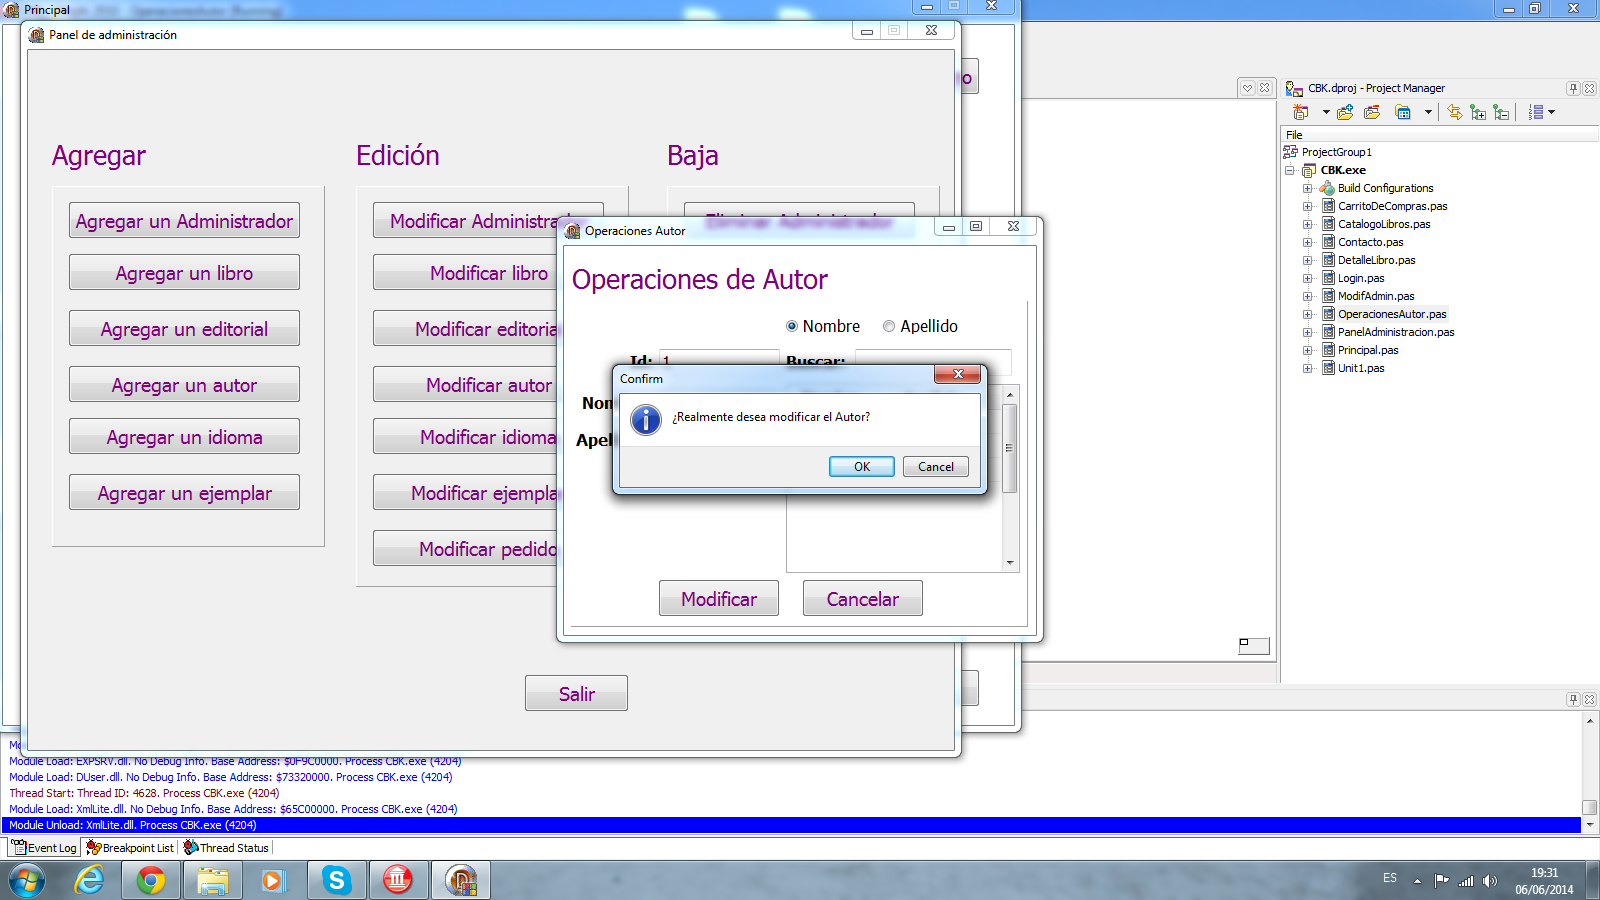 Principal
Panel de administración
CBK.dproj - Project Manager
File
ProjectGroup1
CBK.exe
Build Configurations
CarritoDeCompras.pas
CatalogoLibros.pas
Contacto.pas
DetalleLibro.pas
Login.pas
ModifAdmin.pas
OperacionesAutor.pas
PanelAdministracion.pas
Principal.pas
Unit1.pas
Agregar
Agregar un Administrador
Agregar un libro
Agregar un editorial
Agregar un autor
Agregar un idioma
Agregar un ejemplar
Edición
Modificar Administrador
Modificar libro
Modificar editoria
Modificar autor
Modificar idioma
Modificar ejempla
Modificar pedido
Baja
Eliminar Administrador
Salir
Operaciones Autor
Operaciones de Autor
Nombre Apellido
Id: 1 Buscar:
Nom
Apel
Confirm
¿Realmente desea modificar el Autor?
OK Cancel
Modificar Cancelar
Module Load: EXPSRV.dll. No Debug Info. Base Address: $0F9C0000. Process CBK.exe (4204)
Module Load: DUser.dll. No Debug Info. Base Address: $73320000. Process CBK.exe (4204)
Thread Start: Thread ID: 4628. Process CBK.exe (4204)
Module Load: XmlLite.dll. No Debug Info. Base Address: $65C00000. Process CBK.exe (4204)
Module Unload: XmlLite.dll. Process CBK.exe (4204)
Event Log Breakpoint List Thread Status
ES
19:31
06/06/2014